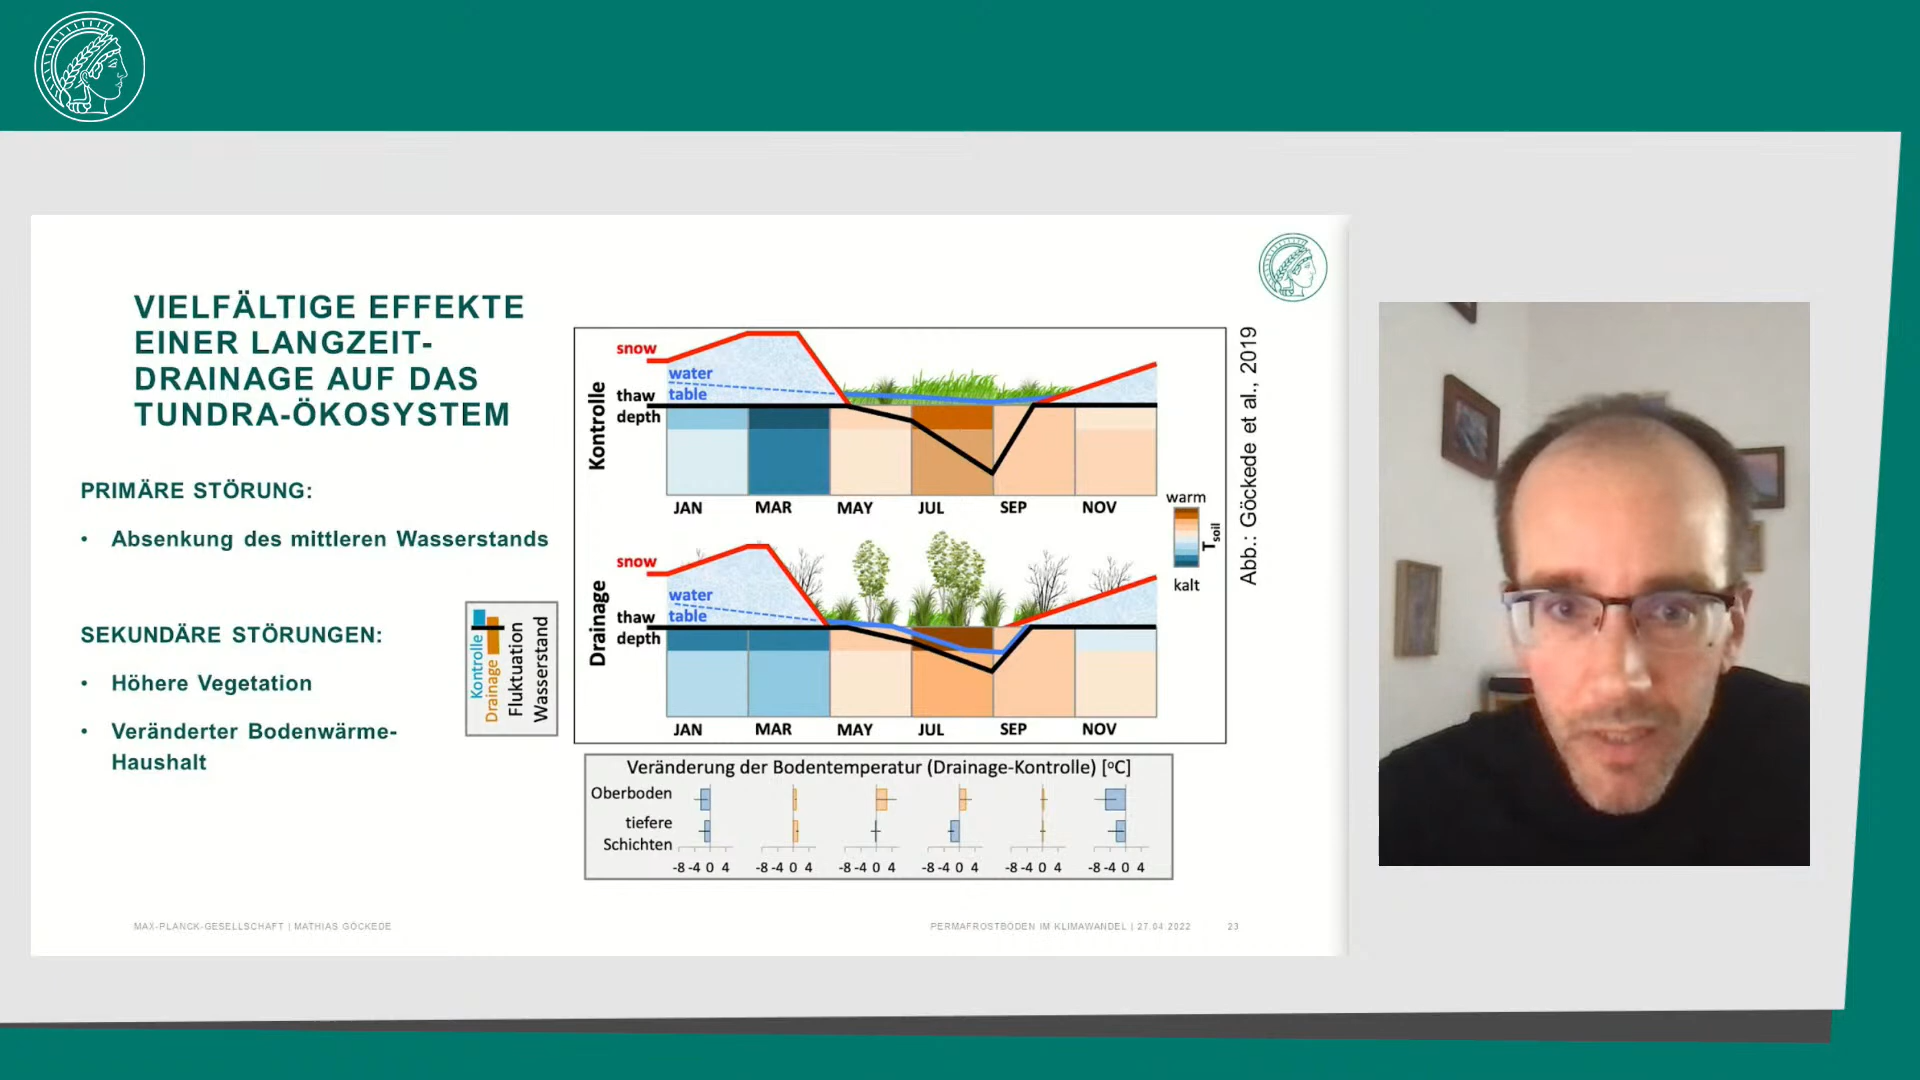 VIELFÄLTIGE EFFEKTE
EINER LANGZEIT-
DRAINAGE AUF DAS
TUNDRA-ÖKOSYSTEM
PRIMÄRE STÖRUNG:
• Absenkung des mittleren Wasserstands
SEKUNDÄRE STÖRUNGEN:
• Höhere Vegetation
• Veränderter Bodenwärme-
Haushalt
Kontrolle
Drainage
Fluktuation
Wasserstand
Kontrolle
snow
water
table
thaw
depth
JAN MAR MAY JUL SEP NOV
Drainage
snow
water
table
thaw
depth
JAN MAR MAY JUL SEP NOV
warm
Tsoil
kalt
Abb.: Göckede et al., 2019
Veränderung der Bodentemperatur (Drainage-Kontrolle) [°C]
Oberboden
tiefere
Schichten
-8 -4 0 4 -8 -4 0 4 -8 -4 0 4 -8 -4 0 4 -8 -4 0 4 -8 -4 0 4
MAX-PLANCK-GESELLSCHAFT | MATHIAS GÖCKEDE
PERMAFROSTBÖDEN IM KLIMAWANDEL | 27.04 2022 23